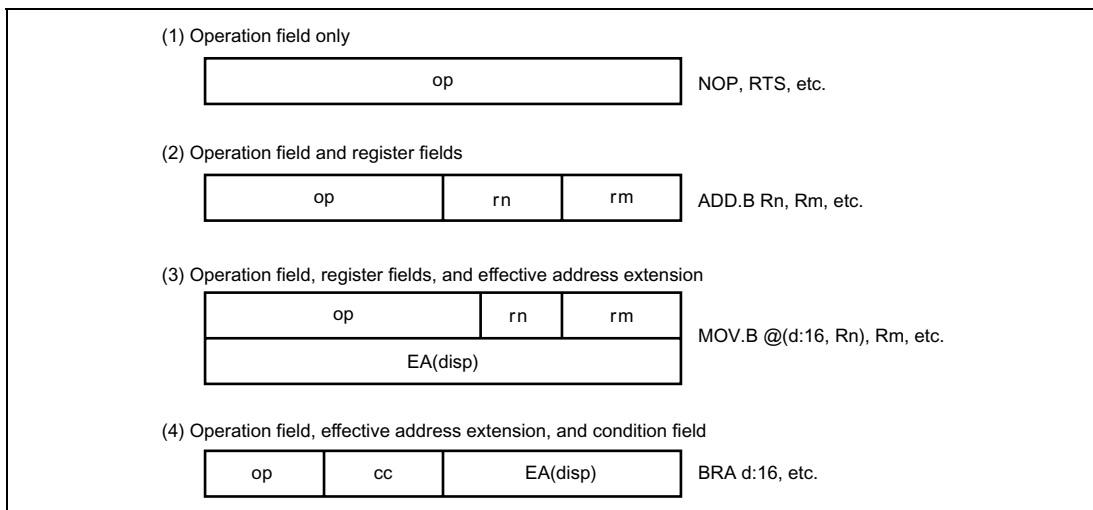 (1) Operation field only
op
NOP, RTS, etc.
(2) Operation field and register fields
op rn rm
ADD.B Rn, Rm, etc.
(3) Operation field, register fields, and effective address extension
op rn rm
MOV.B @(d:16, Rn), Rm, etc.
EA(disp)
(4) Operation field, effective address extension, and condition field
op cc EA(disp)
BRA d:16, etc.